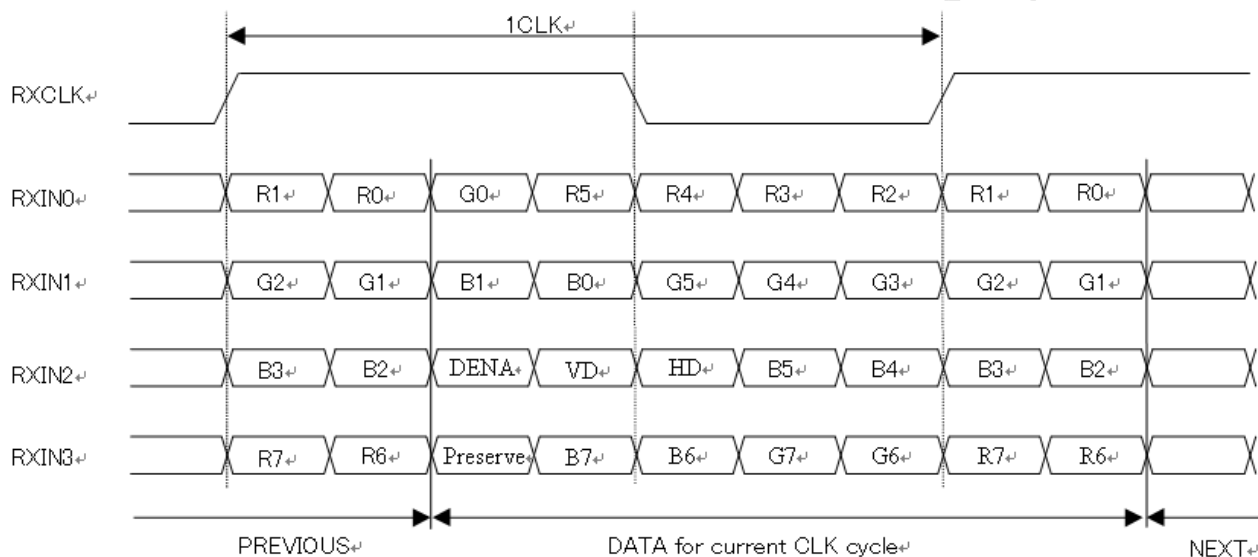 1CLK↵
RXCLK↵
RXIN0↵ R1↵ R0↵ G0↵ R5↵ R4↵ R3↵ R2↵ R1↵ R0↵
RXIN1↵ G2↵ G1↵ B1↵ B0↵ G5↵ G4↵ G3↵ G2↵ G1↵
RXIN2↵ B3↵ B2↵ DENA↵ VD↵ HD↵ B5↵ B4↵ B3↵ B2↵
RXIN3↵ R7↵ R6↵ Preserve↵ B7↵ B6↵ G7↵ G6↵ R7↵ R6↵
PREVIOUS↵ DATA for current CLK cycle↵ NEXT↵